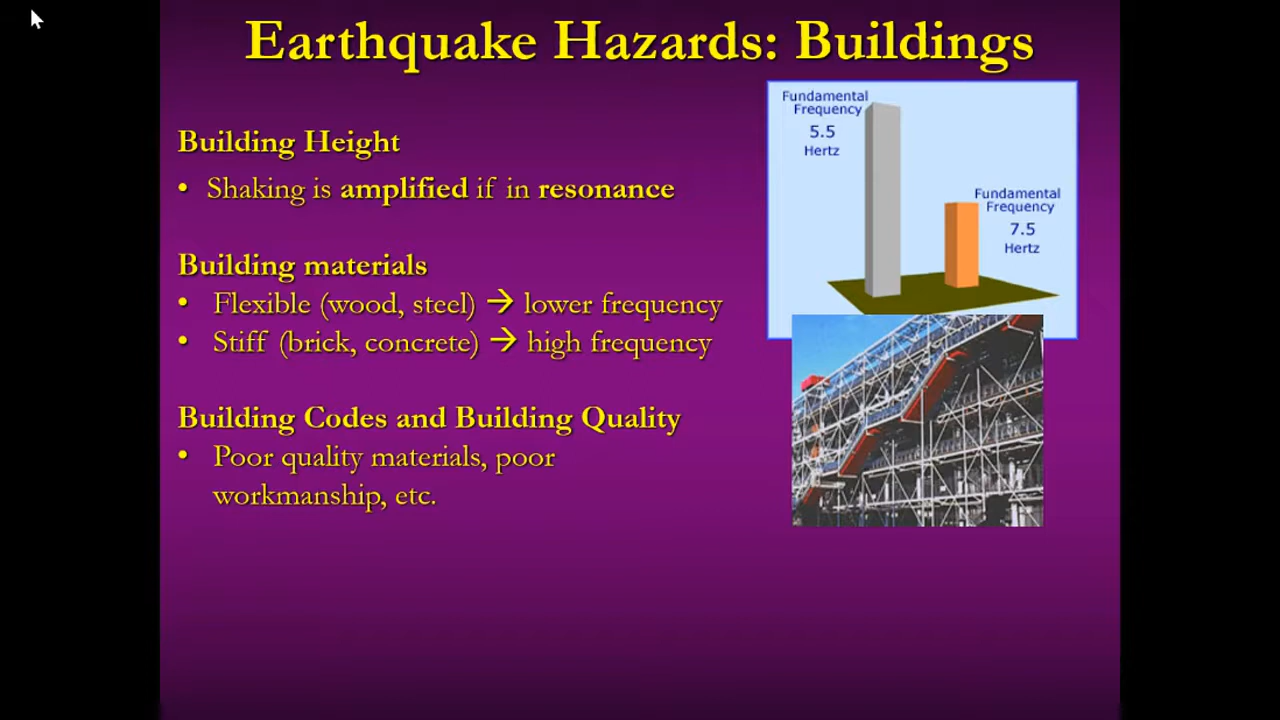 Earthquake Hazards: Buildings
Building Height
• Shaking is amplified if in resonance
Building materials
• Flexible (wood, steel) → lower frequency
• Stiff (brick, concrete) → high frequency
Building Codes and Building Quality
• Poor quality materials, poor
workmanship, etc.
Fundamental
Frequency
5.5
Hertz
Fundamental
Frequency
7.5
Hertz